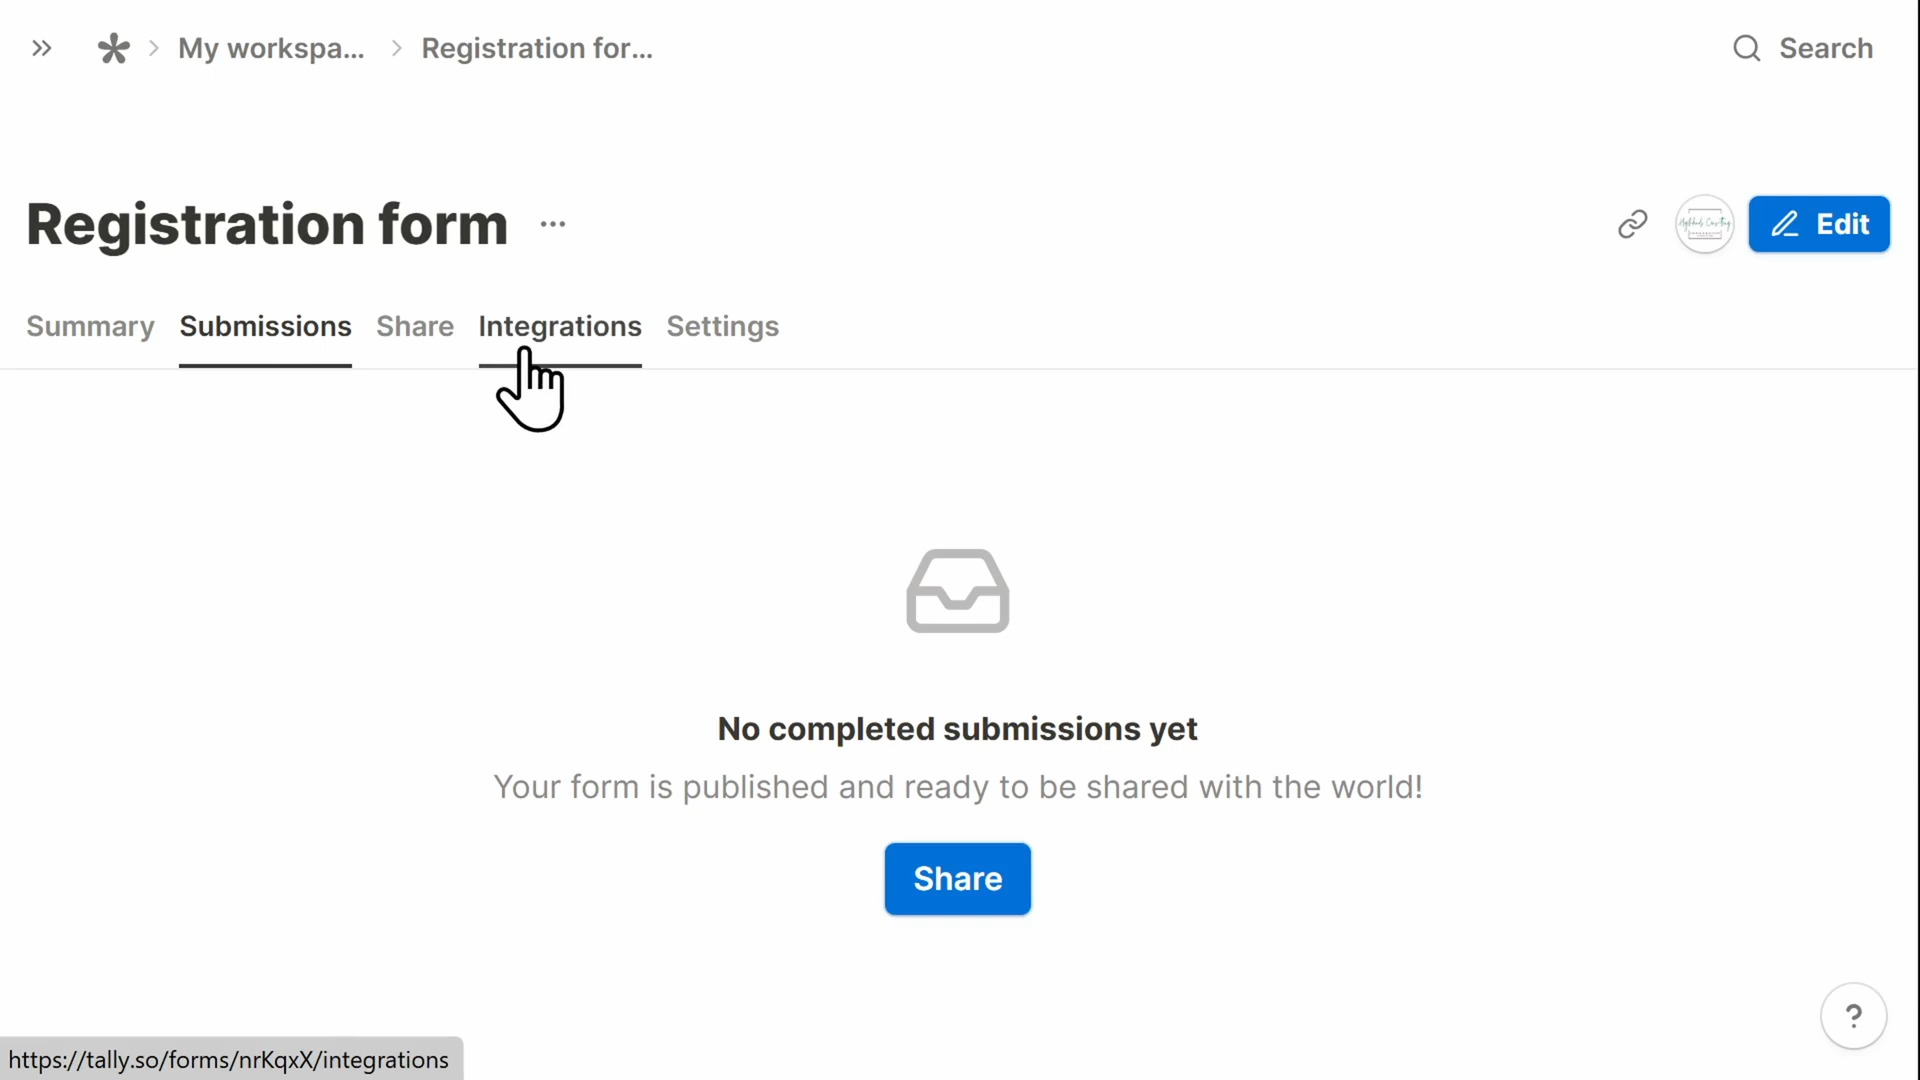 My workspa...
Registration for...
Search
Registration form
Edit
Summary
Submissions
Share
Integrations
Settings
No completed submissions yet
Your form is published and ready to be shared with the world!
Share
?
https://tally.so/forms/nrKqxX/integrations